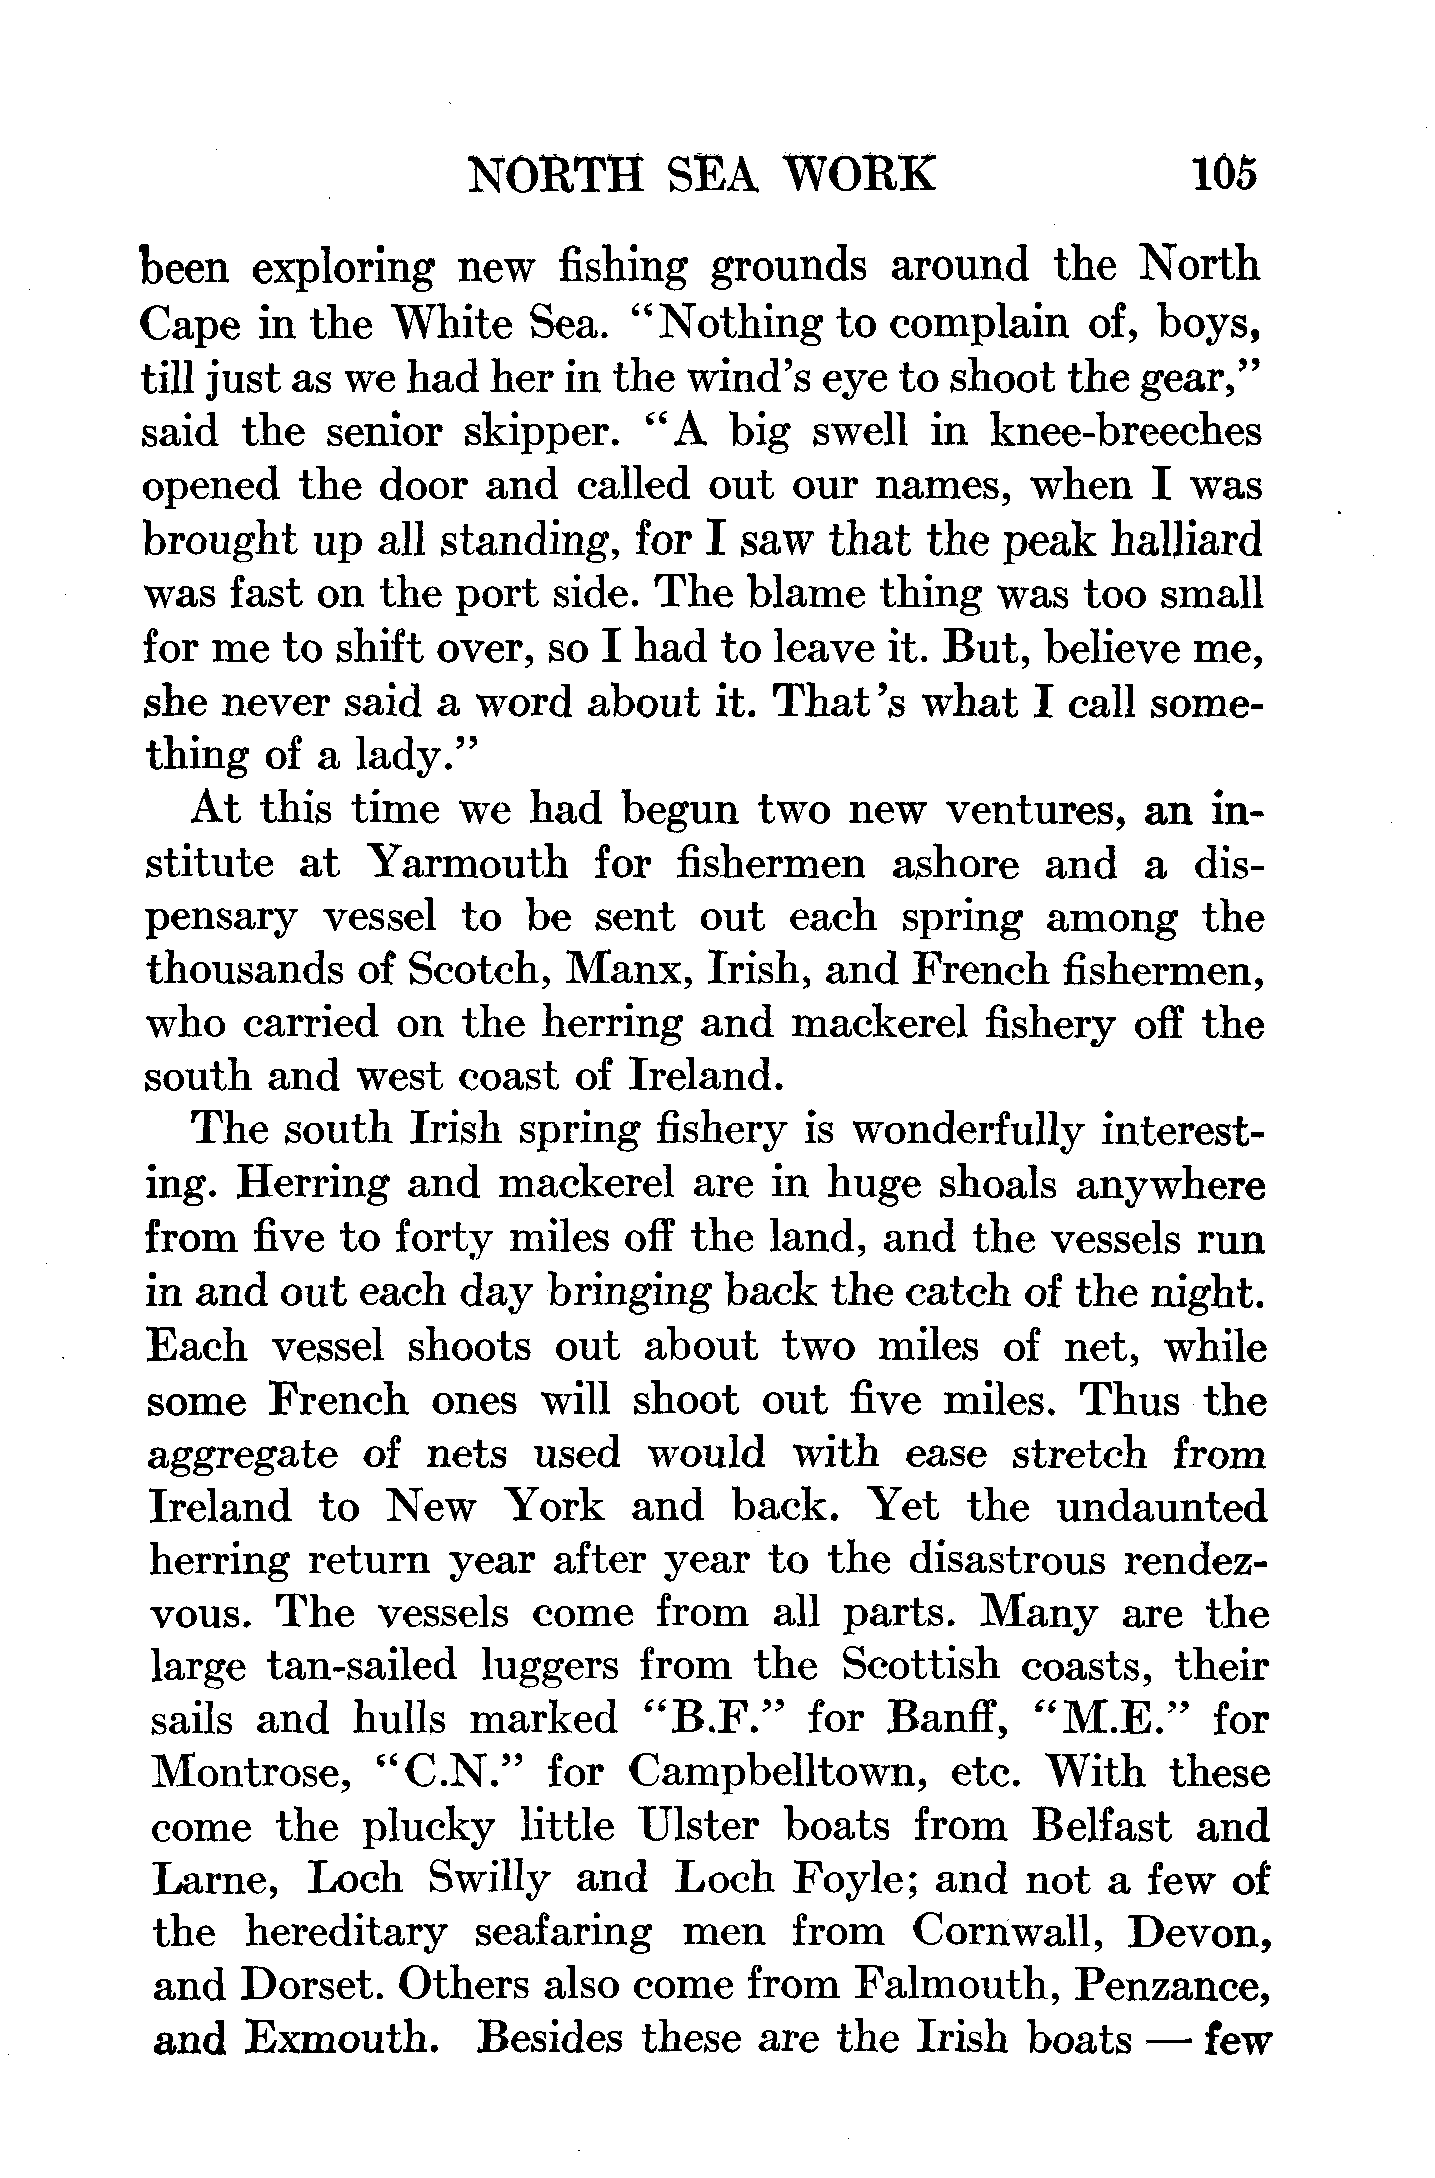 NORTH SEA WORK 105
been exploring new fishing grounds around the North
Cape in the White Sea. “Nothing to complain of, boys,
till just as we had her in the wind’s eye to shoot the gear,”
said the senior skipper. “A big swell in knee-breeches
opened the door and called out our names, when I was
brought up all standing, for I saw that the peak halliard
was fast on the port side. The blame thing was too small
for me to shift over, so I had to leave it. But, believe me,
she never said a word about it. That’s what I call some-
thing of a lady.”
At this time we had begun two new ventures, an in-
stitute at Yarmouth for fishermen ashore and a dis-
pensary vessel to be sent out each spring among the
thousands of Scotch, Manx, Irish, and French fishermen,
who carried on the herring and mackerel fishery off the
south and west coast of Ireland.
The south Irish spring fishery is wonderfully interest-
ing. Herring and mackerel are in huge shoals anywhere
from five to forty miles off the land, and the vessels run
in and out each day bringing back the catch of the night.
Each vessel shoots out about two miles of net, while
some French ones will shoot out five miles. Thus the
aggregate of nets used would with ease stretch from
Ireland to New York and back. Yet the undaunted
herring return year after year to the disastrous rendez-
vous. The vessels come from all parts. Many are the
large tan-sailed luggers from the Scottish coasts, their
sails and hulls marked “B.F.” for Banff, “M.E.” for
Montrose, “C.N.” for Campbelltown, etc. With these
come the plucky little Ulster boats from Belfast and
Larne, Loch Swilly and Loch Foyle; and not a few of
the hereditary seafaring men from Cornwall, Devon,
and Dorset. Others also come from Falmouth, Penzance,
and Exmouth. Besides these are the Irish boats — few